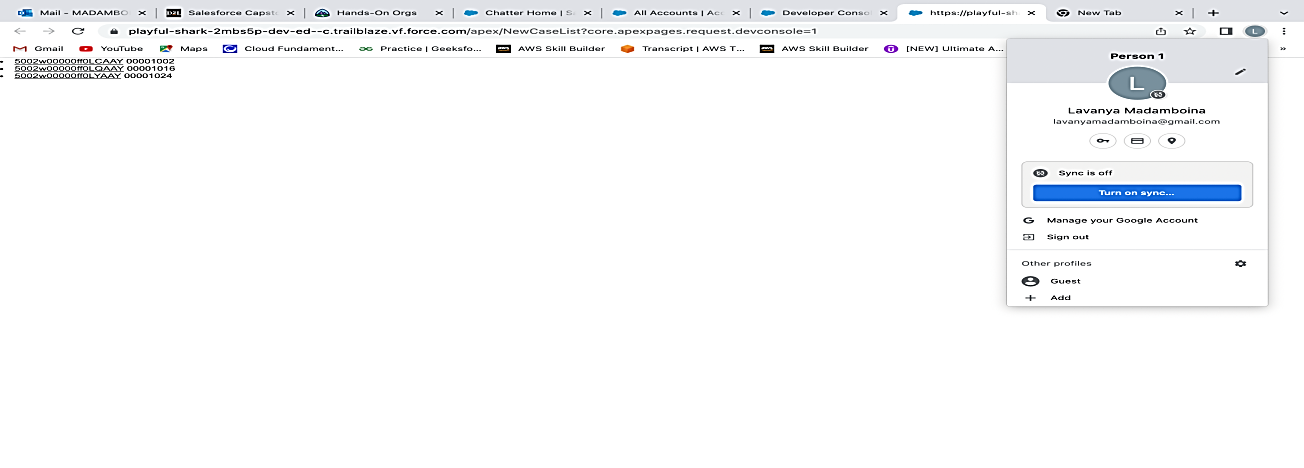 Mail - MADAMBO
Salesforce Capst
Hands-On Orgs
Chatter Home | S
All Accounts | Acc
Developer Conso
https://playful-sh
New Tab
playful-shark-2mbs5p-dev-ed--c.trailblaze.vf.force.com/apex/NewCaseList?core.apexpages.request.devconsole=1
L
Gmail
YouTube
Maps
Cloud Fundament...
Practice | Geeksfo...
AWS Skill Builder
Transcript | AWS T...
AWS Skill Builder
[NEW] Ultimate A...
»
5002w00000ff0LCAAY 00001002
5002w00000ff0LQAAY 00001016
5002w00000ff0LYAAY 00001024
Person 1
L
Lavanya Madamboina
lavanyamadamboina@gmail.com
Sync is off
Turn on sync...
Manage your Google Account
Sign out
Other profiles
Guest
Add